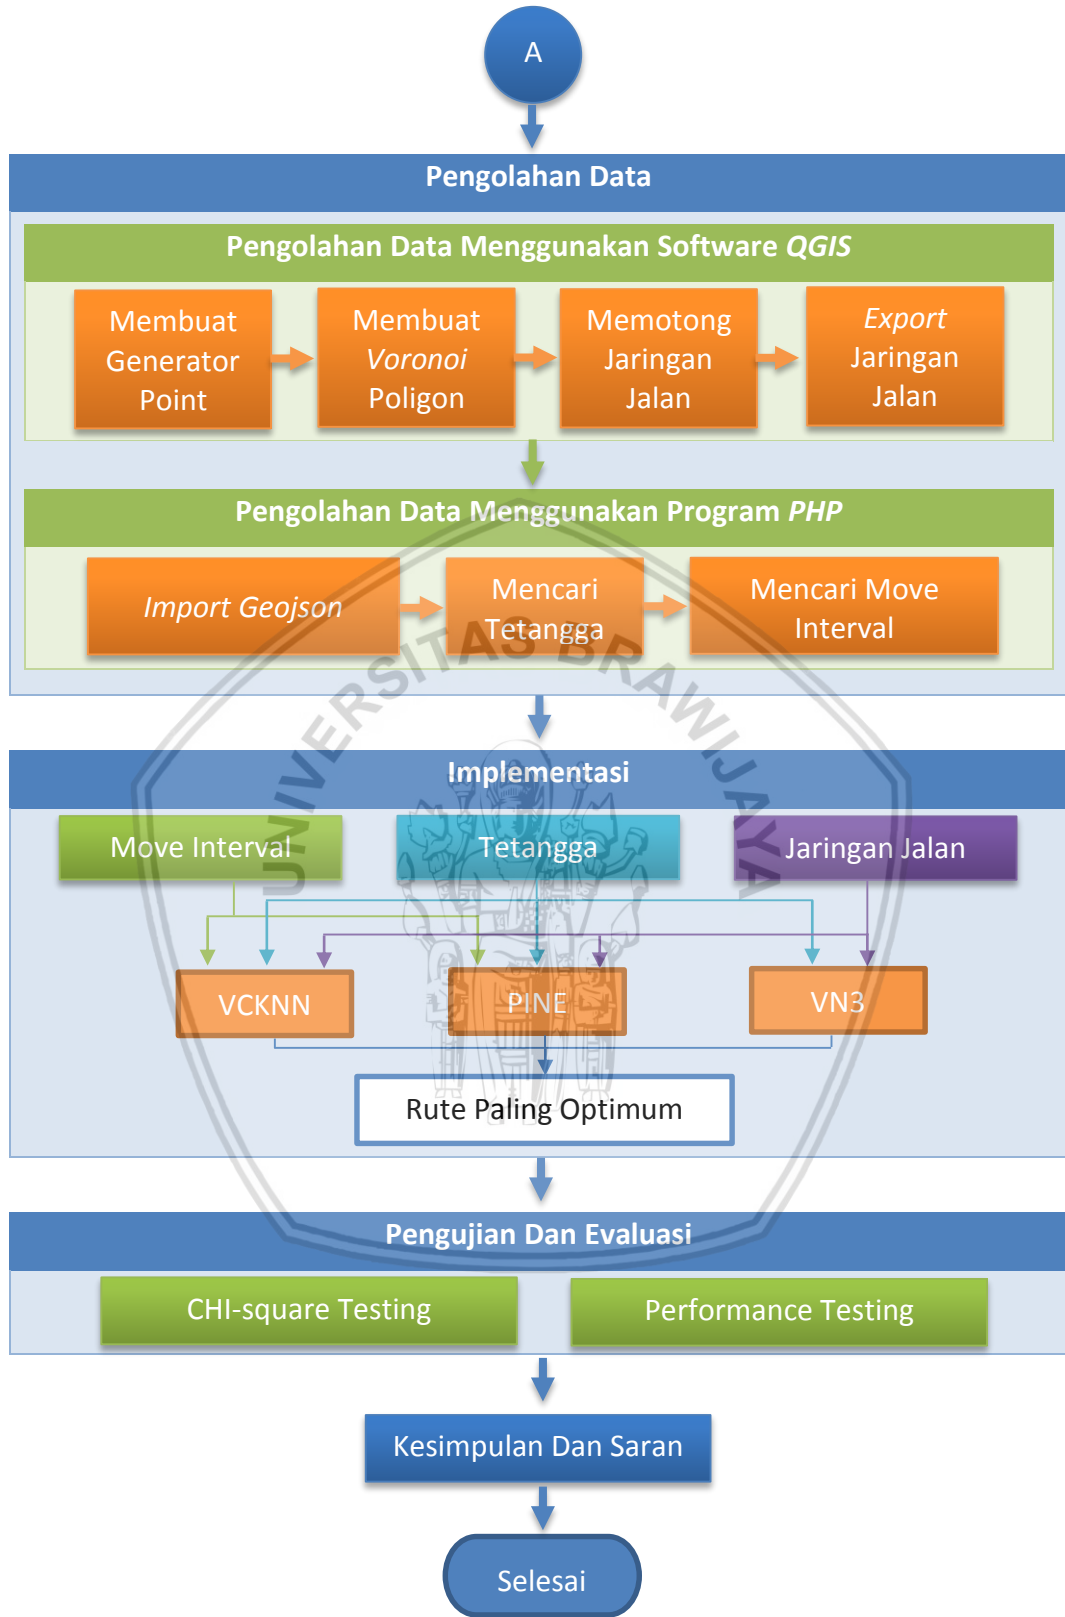 A
Pengolahan Data
Pengolahan Data Menggunakan Software QGIS
Membuat
Generator
Point
Membuat
Voronoi
Poligon
Memotong
Jaringan
Jalan
Export
Jaringan
Jalan
Pengolahan Data Menggunakan Program PHP
Import Geojson
Mencari
Tetangga
Mencari Move
Interval
UNIVERSITAS BRAWIJAYA
Implementasi
Move Interval
Tetangga
Jaringan Jalan
VCKNN
PINE
VN3
Rute Paling Optimum
Pengujian Dan Evaluasi
CHI-square Testing
Performance Testing
Kesimpulan Dan Saran
Selesai